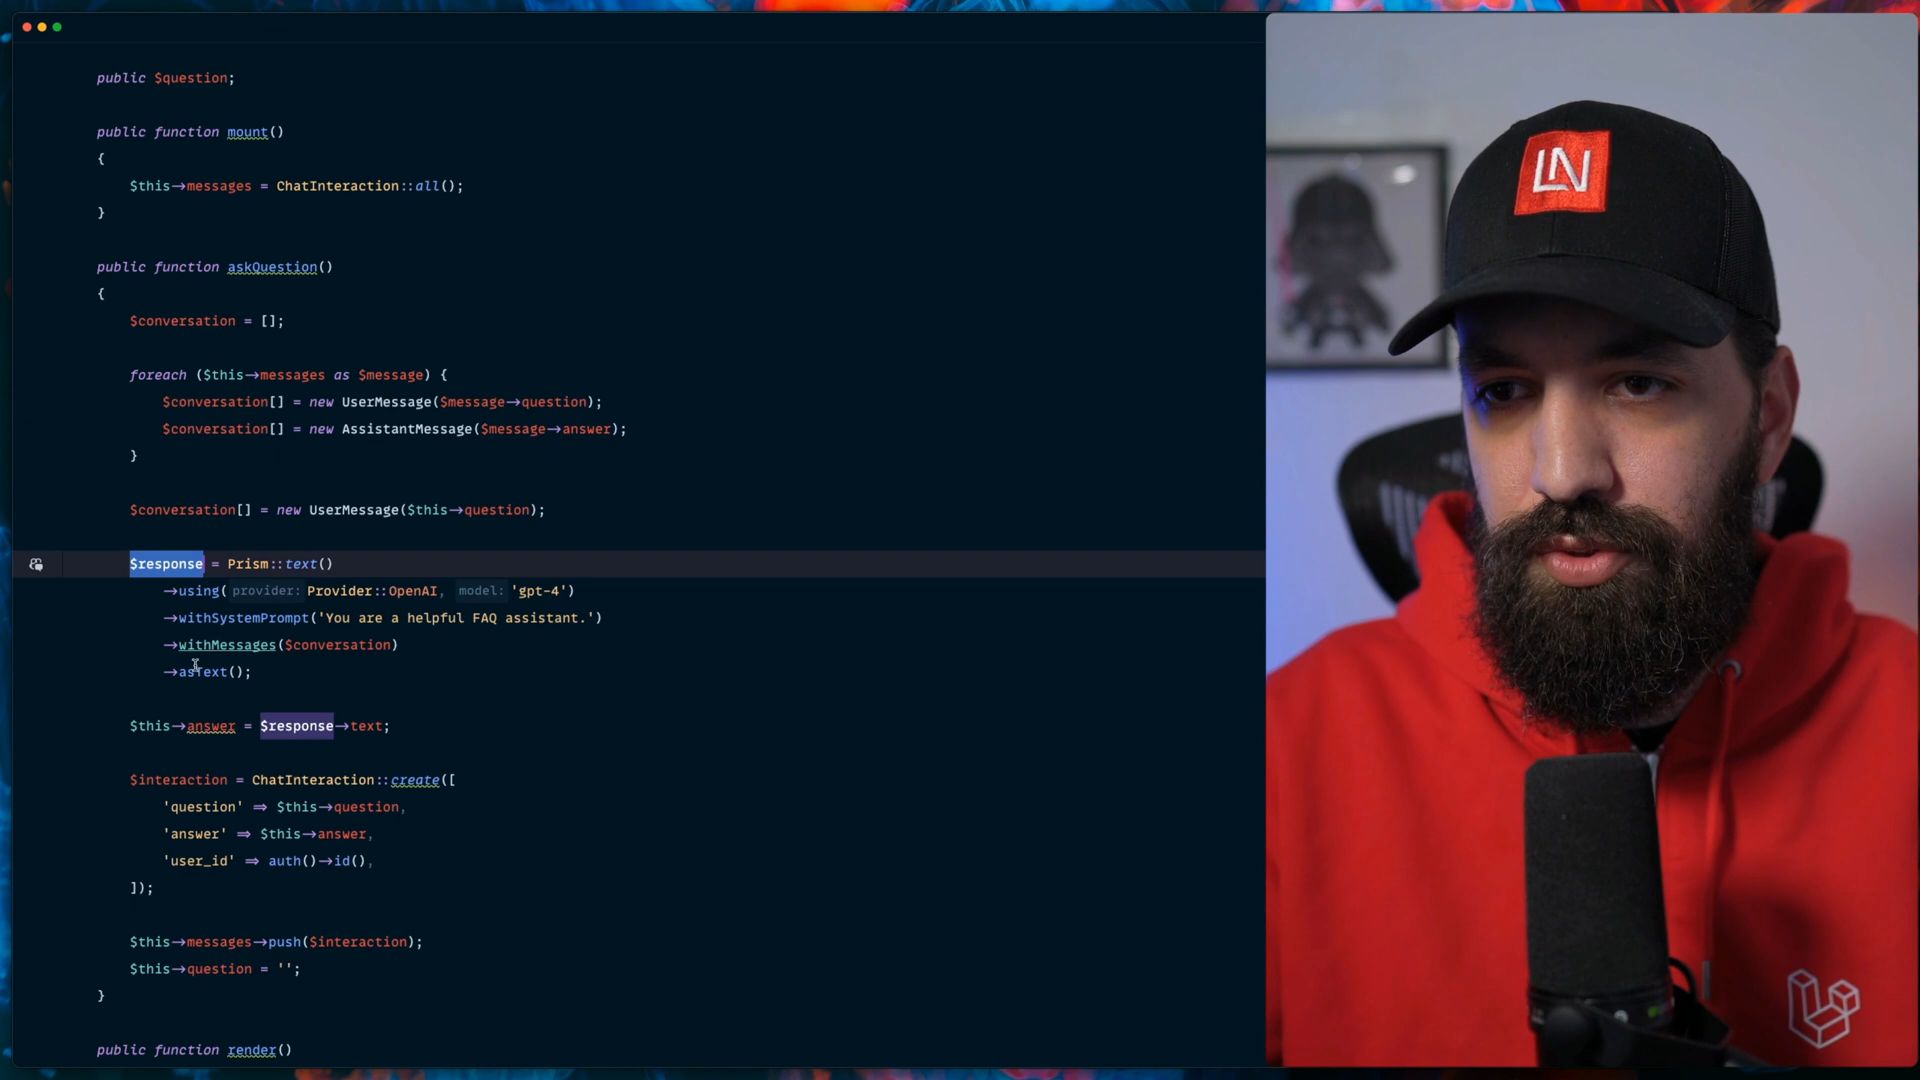 public $question;
public function mount()
{
$this->messages = ChatInteraction::all();
}
public function askQuestion()
{
$conversation = [];
foreach ($this->messages as $message) {
$conversation[] = new UserMessage($message->question);
$conversation[] = new AssistantMessage($message->answer);
}
$conversation[] = new UserMessage($this->question);
$response = Prism::text()
->using(provider: Provider::OpenAI, model: 'gpt-4')
->withSystemPrompt('You are a helpful FAQ assistant.')
->withMessages($conversation)
->asText();
$this->answer = $response->text;
$interaction = ChatInteraction::create([
'question' => $this->question,
'answer' => $this->answer,
'user_id' => auth()->id(),
]);
$this->messages->push($interaction);
$this->question = '';
}
public function render()
LN